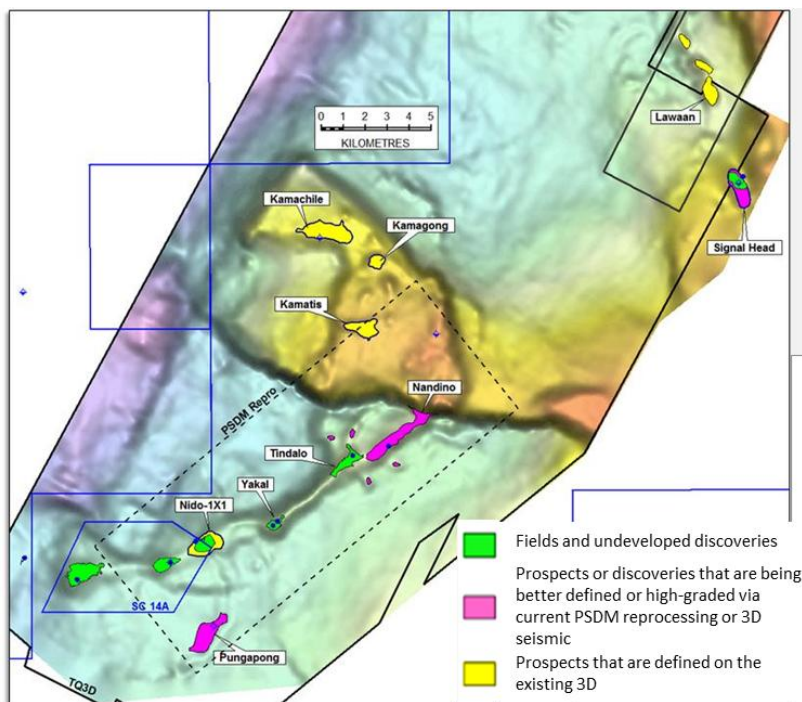 Lawaan
0 1 2 3 4 5
KILOMETRES
Kamachile
Kamagong
Signal Head
Kamatis
Nandino
PSDM Repro
Tindalo
Yakal
Nido-1X1
SC 14A
Pungapong
TQ3D
Fields and undeveloped discoveries
Prospects or discoveries that are being
better defined or high-graded via
current PSDM reprocessing or 3D
seismic
Prospects that are defined on the
existing 3D